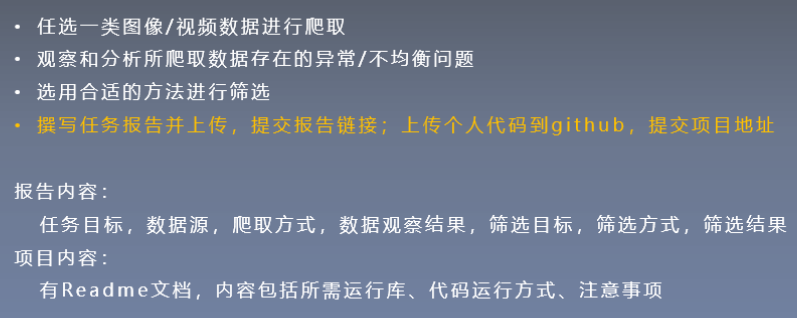 • 任选一类图像/视频数据进行爬取
• 观察和分析所爬取数据存在的异常/不均衡问题
• 选用合适的方法进行筛选
• 撰写任务报告并上传，提交报告链接；上传个人代码到github，提交项目地址
报告内容：
任务目标，数据源，爬取方式，数据观察结果，筛选目标，筛选方式，筛选结果
项目内容：
有Readme文档，内容包括所需运行库、代码运行方式、注意事项